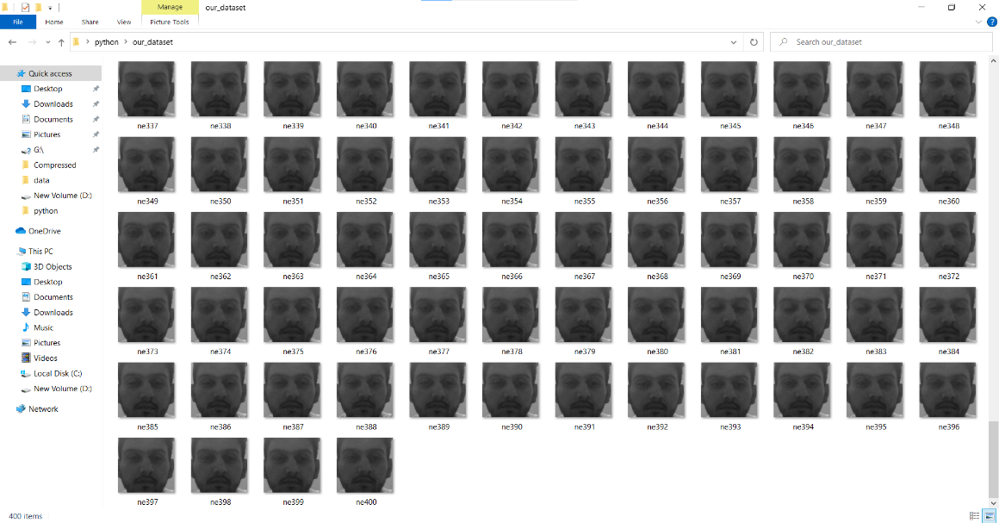 Manage
our_dataset
File
Home
Share
View
Picture Tools
?
python
our_dataset
Search our_dataset
Quick access
Desktop
Downloads
Documents
Pictures
G:\
Compressed
data
New Volume (D:)
python
OneDrive
This PC
3D Objects
Desktop
Documents
Downloads
Music
Pictures
Videos
Local Disk (C:)
New Volume (D:)
Network
ne337 ne338 ne339 ne340 ne341 ne342 ne343 ne344 ne345 ne346 ne347 ne348
ne349 ne350 ne351 ne352 ne353 ne354 ne355 ne356 ne357 ne358 ne359 ne360
ne361 ne362 ne363 ne364 ne365 ne366 ne367 ne368 ne369 ne370 ne371 ne372
ne373 ne374 ne375 ne376 ne377 ne378 ne379 ne380 ne381 ne382 ne383 ne384
ne385 ne386 ne387 ne388 ne389 ne390 ne391 ne392 ne393 ne394 ne395 ne396
ne397 ne398 ne399 ne400
400 items